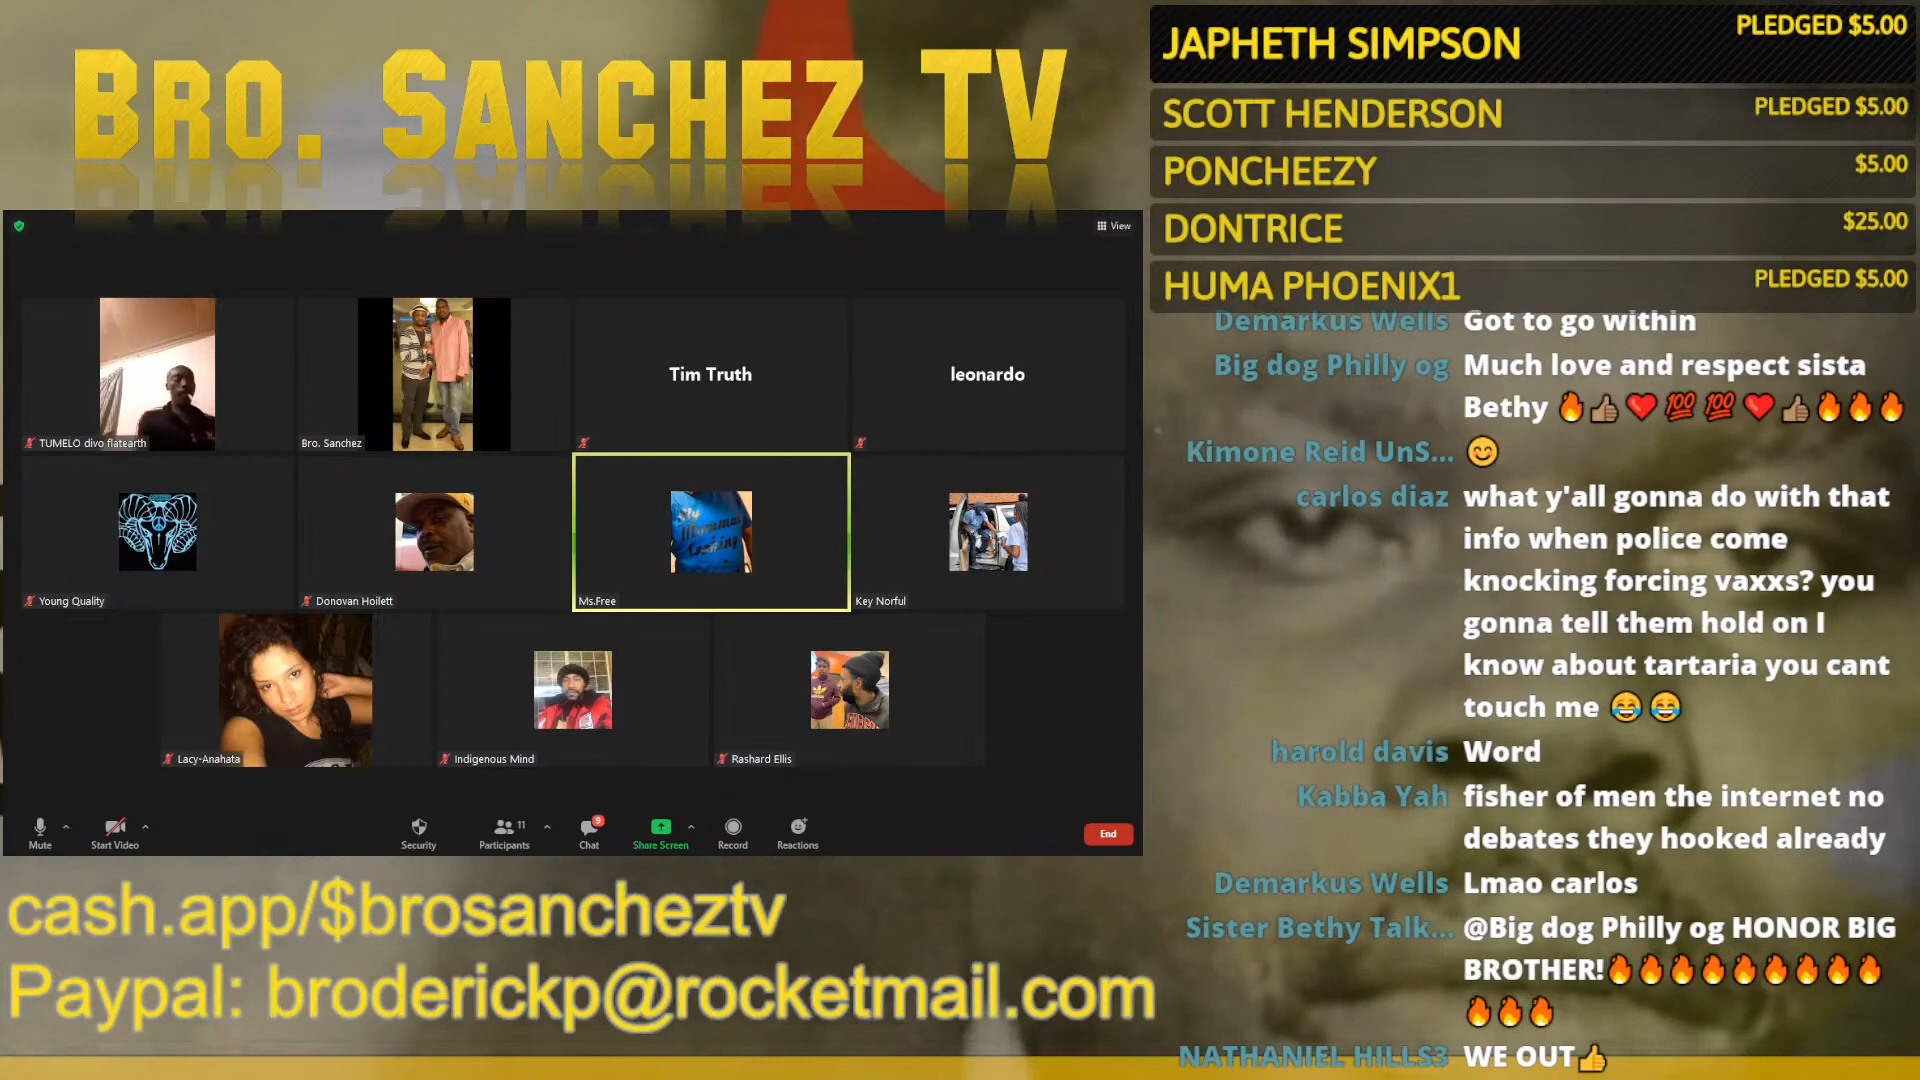 BRO. SANCHEZ TV
View
TUMELO divo flatearth
Bro. Sanchez
Tim Truth
leonardo
Young Quality
Donovan Hoilett
My Mommas Cooking
Ms.Free
Key Norful
Lacy-Anahata
Indigenous Mind
Rashard Ellis
Mute
Start Video
Security
11
Participants
9
Chat
Share Screen
Record
Reactions
End
cash.app/$brosancheztv
Paypal: broderickp@rocketmail.com
JAPHETH SIMPSON PLEDGED $5.00
SCOTT HENDERSON PLEDGED $5.00
PONCHEEZY $5.00
DONTRICE $25.00
HUMA PHOENIX1 PLEDGED $5.00
Demarkus Wells Got to go within
Big dog Philly og Much love and respect sista
Bethy 🔥👍🏽❤️💯💯❤️👍🏽🔥🔥🔥
Kimone Reid UnS... 😊
carlos diaz what y'all gonna do with that
info when police come
knocking forcing vaxxs? you
gonna tell them hold on I
know about tartaria you cant
touch me 😂😂
harold davis Word
Kabba Yah fisher of men the internet no
debates they hooked already
Demarkus Wells Lmao carlos
Sister Bethy Talk... @Big dog Philly og HONOR BIG
BROTHER!🔥🔥🔥🔥🔥🔥🔥🔥🔥
🔥🔥🔥
NATHANIEL HILLS3 WE OUT👍